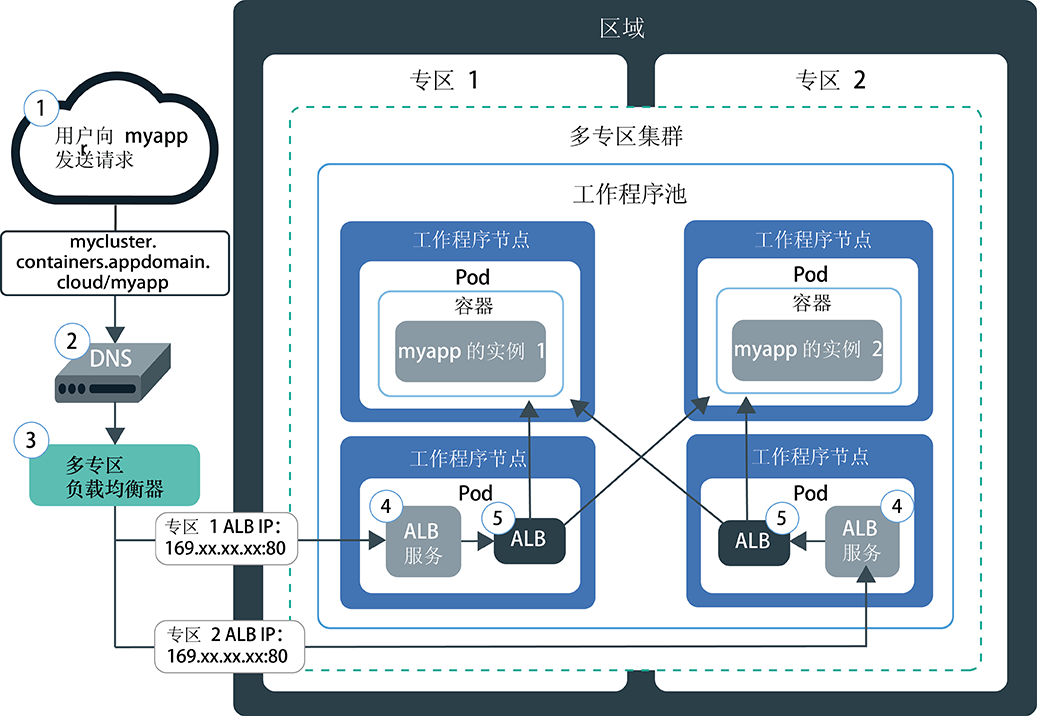 区域
专区 1
专区 2
1
用户向 myapp
r
发送请求
多专区集群
工作程序池
mycluster.
containers.appdomain.
cloud/myapp
工作程序节点
Pod
容器
myapp 的实例 1
工作程序节点
Pod
容器
myapp 的实例 2
2
DNS
3
多专区
负载均衡器
工作程序节点
Pod
4
ALB
服务
5
ALB
工作程序节点
Pod
5
ALB
4
ALB
服务
专区 1 ALB IP：
169.xx.xx.xx:80
专区 2 ALB IP：
169.xx.xx.xx:80